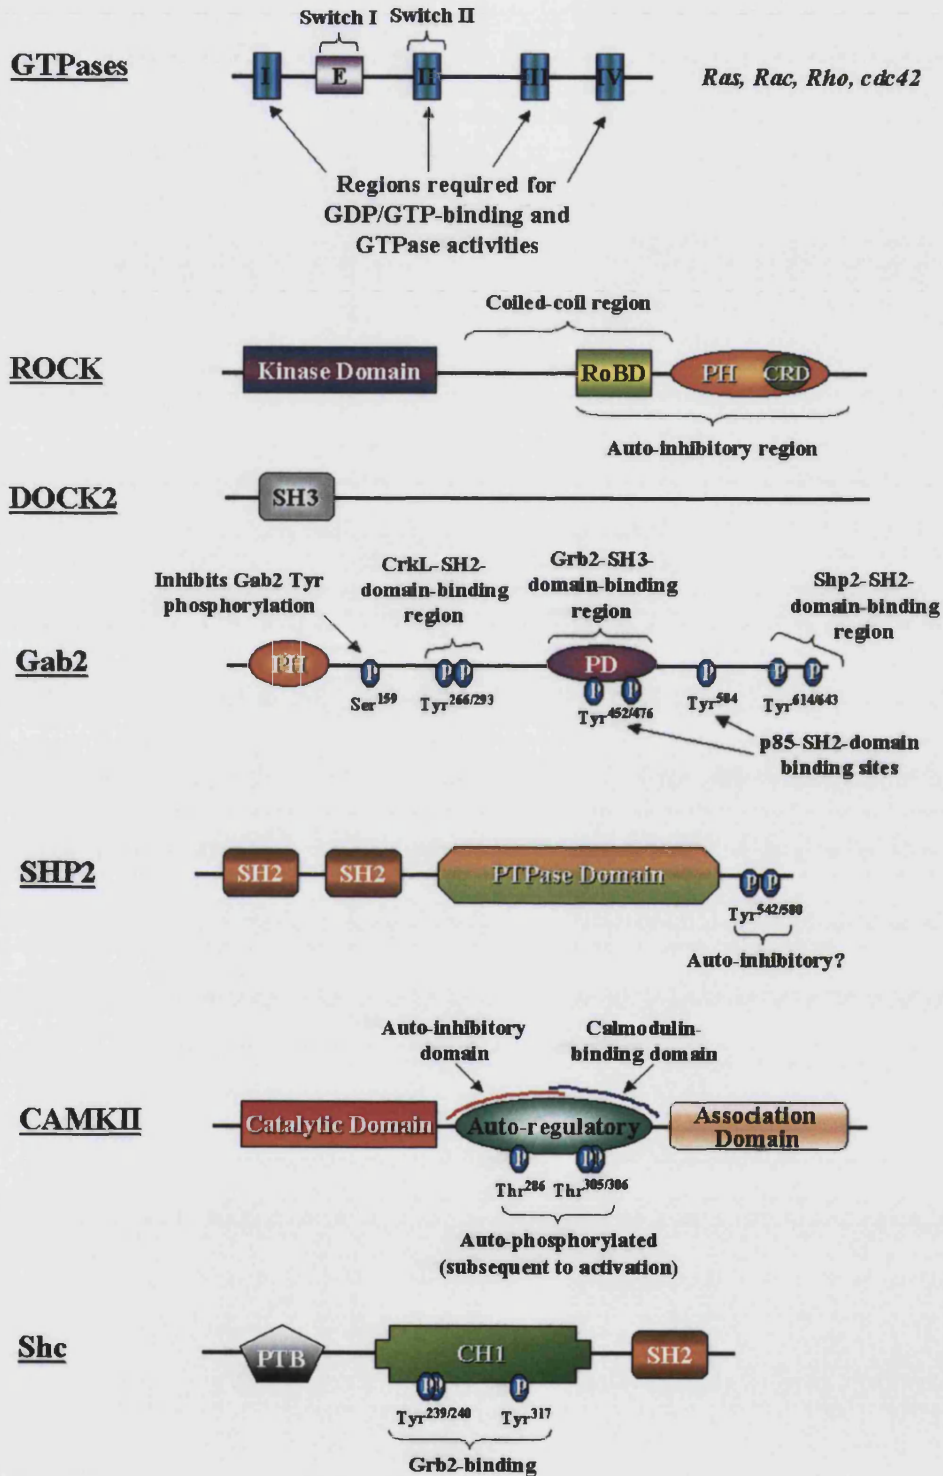 Switch I Switch II
GTPases
I E II III IV
Ras, Rac, Rho, cdc42
Regions required for
GDP/GTP-binding and
GTPase activities
Coiled-coil region
ROCK
Kinase Domain RoBD PH CRD
Auto-inhibitory region
DOCK2
SH3
Inhibits Gab2 Tyr
phosphorylation
CrkL-SH2-
domain-binding
region
Grb2-SH3-
domain-binding
region
Shp2-SH2-
domain-binding
region
Gab2
PH P P P PD P P P P P
Ser159 Tyr266/293 Tyr452/476 Tyr584 Tyr614/643
p85-SH2-domain
binding sites
SHP2
SH2 SH2 PTPase Domain P P
Tyr542/580
Auto-inhibitory?
Auto-inhibitory
domain
Calmodulin-
binding domain
CAMKII
Catalytic Domain Auto-regulatory Association
Domain
P P P
Thr286 Thr305/306
Auto-phosphorylated
(subsequent to activation)
Shc
PTB CH1 SH2
P P P
Tyr239/240 Tyr317
Grb2-binding